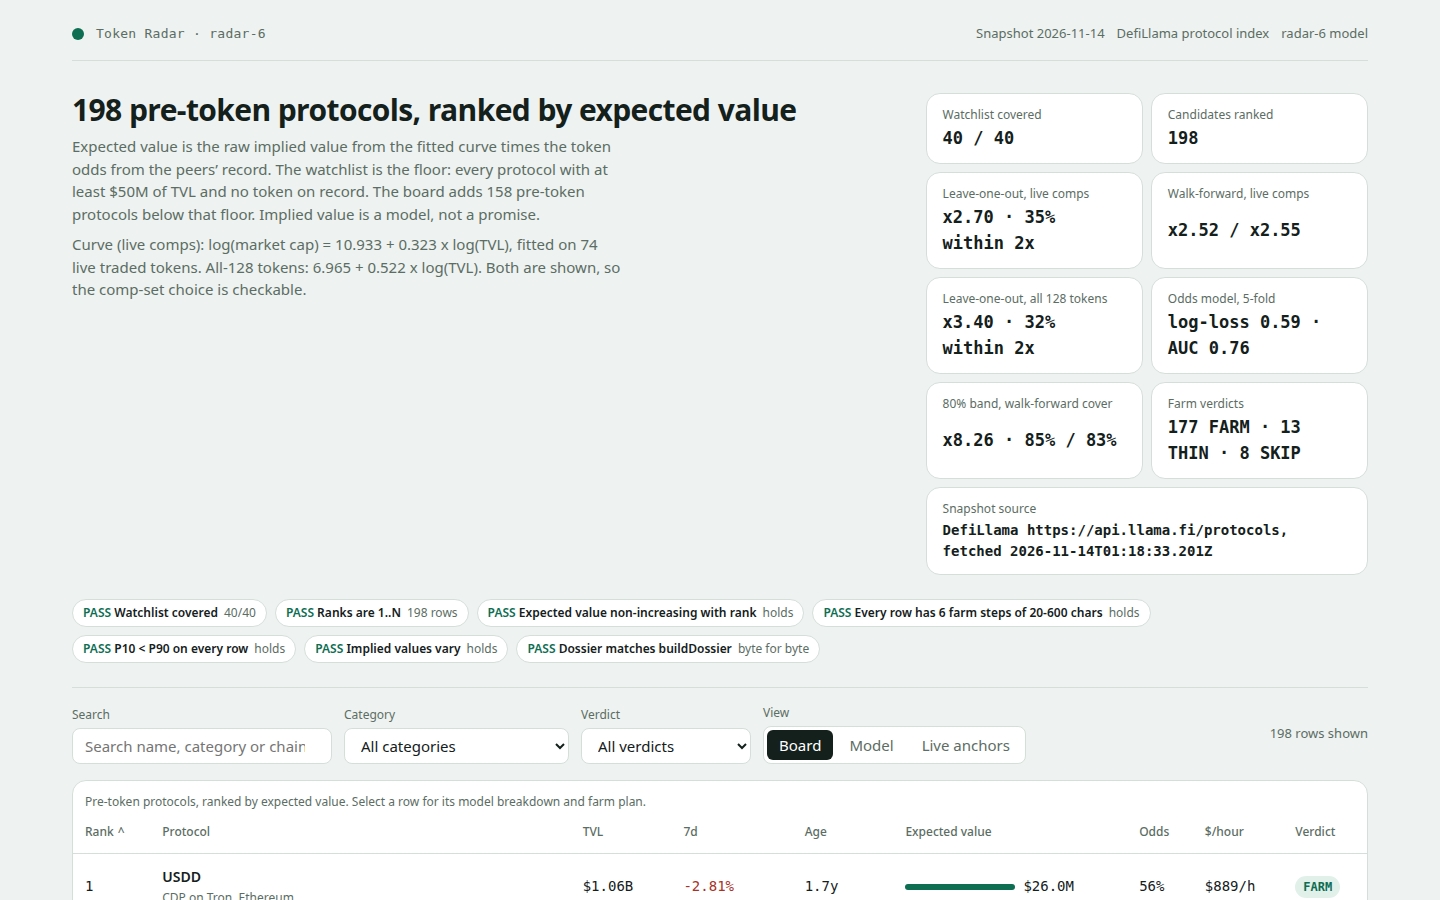 Token Radar · radar-6
Snapshot 2026-11-14 DefiLlama protocol index radar-6 model
198 pre-token protocols, ranked by expected value
Expected value is the raw implied value from the fitted curve times the token
odds from the peers’ record. The watchlist is the floor: every protocol with at
least $50M of TVL and no token on record. The board adds 158 pre-token
protocols below that floor. Implied value is a model, not a promise.
Curve (live comps): log(market cap) = 10.933 + 0.323 x log(TVL), fitted on 74
live traded tokens. All-128 tokens: 6.965 + 0.522 x log(TVL). Both are shown, so
the comp-set choice is checkable.
Watchlist covered
40 / 40
Candidates ranked
198
Leave-one-out, live comps
x2.70 · 35%
within 2x
Walk-forward, live comps
x2.52 / x2.55
Leave-one-out, all 128 tokens
x3.40 · 32%
within 2x
Odds model, 5-fold
log-loss 0.59 ·
AUC 0.76
80% band, walk-forward cover
x8.26 · 85% / 83%
Farm verdicts
177 FARM · 13
THIN · 8 SKIP
Snapshot source
DefiLlama https://api.llama.fi/protocols,
fetched 2026-11-14T01:18:33.201Z
PASS Watchlist covered 40/40
PASS Ranks are 1..N 198 rows
PASS Expected value non-increasing with rank holds
PASS Every row has 6 farm steps of 20-600 chars holds
PASS P10 < P90 on every row holds
PASS Implied values vary holds
PASS Dossier matches buildDossier byte for byte
Search
Category
Verdict
View
Search name, category or chain
All categories
All verdicts
Board
Model
Live anchors
198 rows shown
Pre-token protocols, ranked by expected value. Select a row for its model breakdown and farm plan.
Rank ^ Protocol TVL 7d Age Expected value Odds $/hour Verdict
1 USDD $1.06B -2.81% 1.7y $26.0M 56% $889/h FARM
CDP on Tron, Ethereum